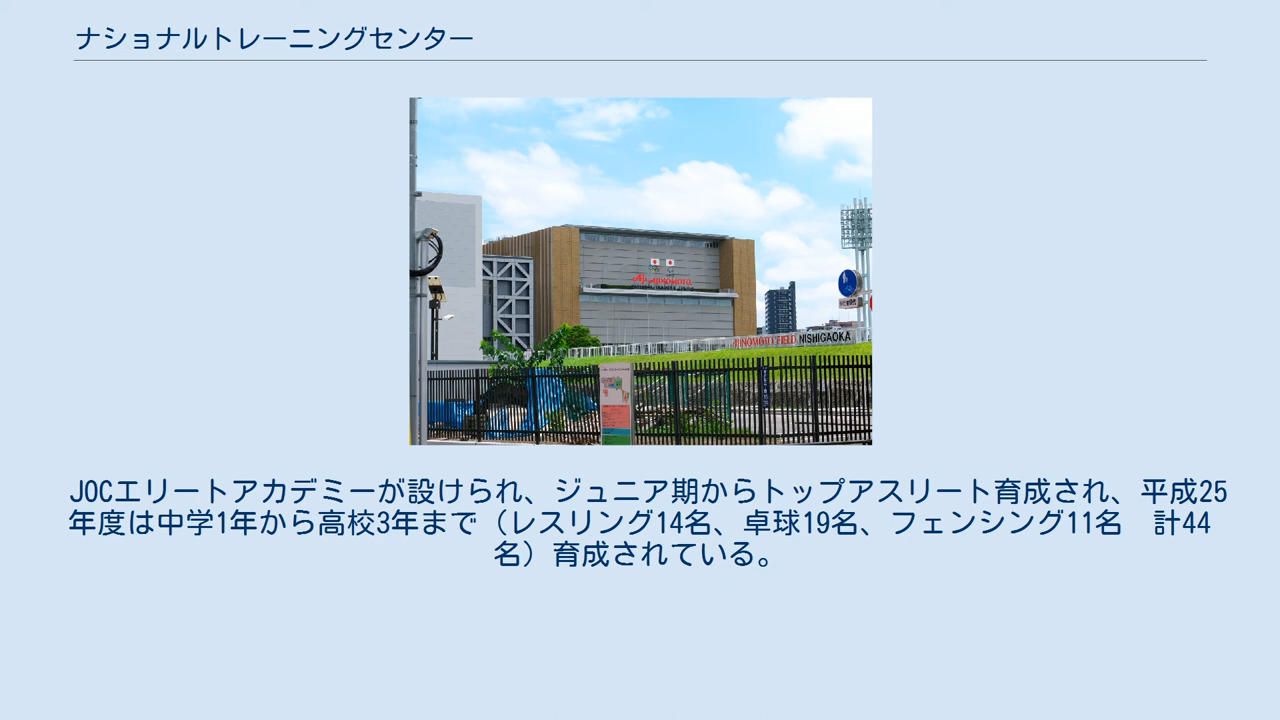 ナショナルトレーニングセンター
AJINOMOTO
AJINOMOTO FIELD NISHIGAOKA
JOCエリートアカデミーが設けられ、ジュニア期からトップアスリート育成され、平成25
年度は中学1年から高校3年まで（レスリング14名、卓球19名、フェンシング11名　計44
名）育成されている。